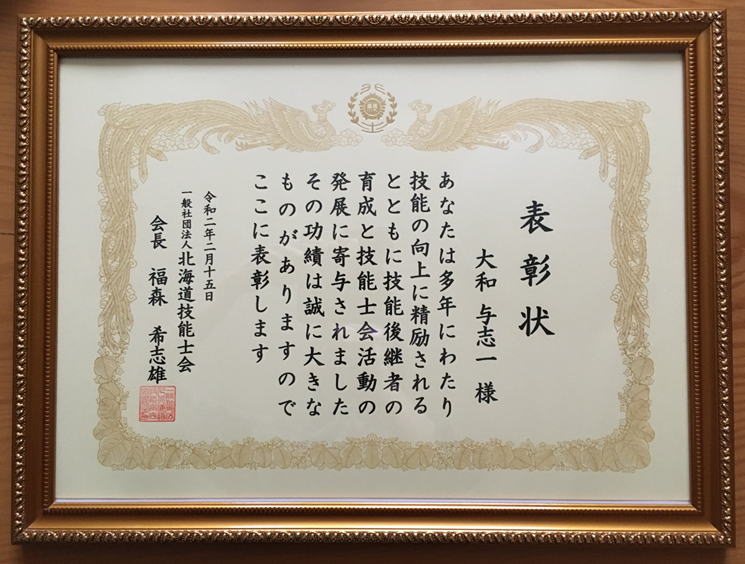 表彰状
大和 与志一 様
あなたは多年にわたり
技能の向上に精励される
とともに技能後継者の
育成と技能士会活動の
発展に寄与されました
その功績は誠に大きな
ものがありますので
ここに表彰します
令和二年二月十五日
一般社団法人北海道技能士会
会長 福森 希志雄